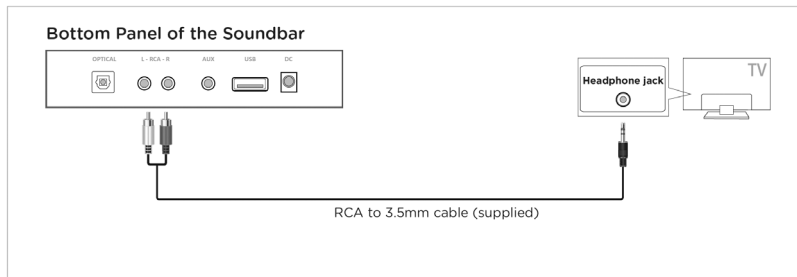 Bottom Panel of the Soundbar
OPTICAL L - RCA - R AUX USB DC
Headphone jack
TV
RCA to 3.5mm cable (supplied)